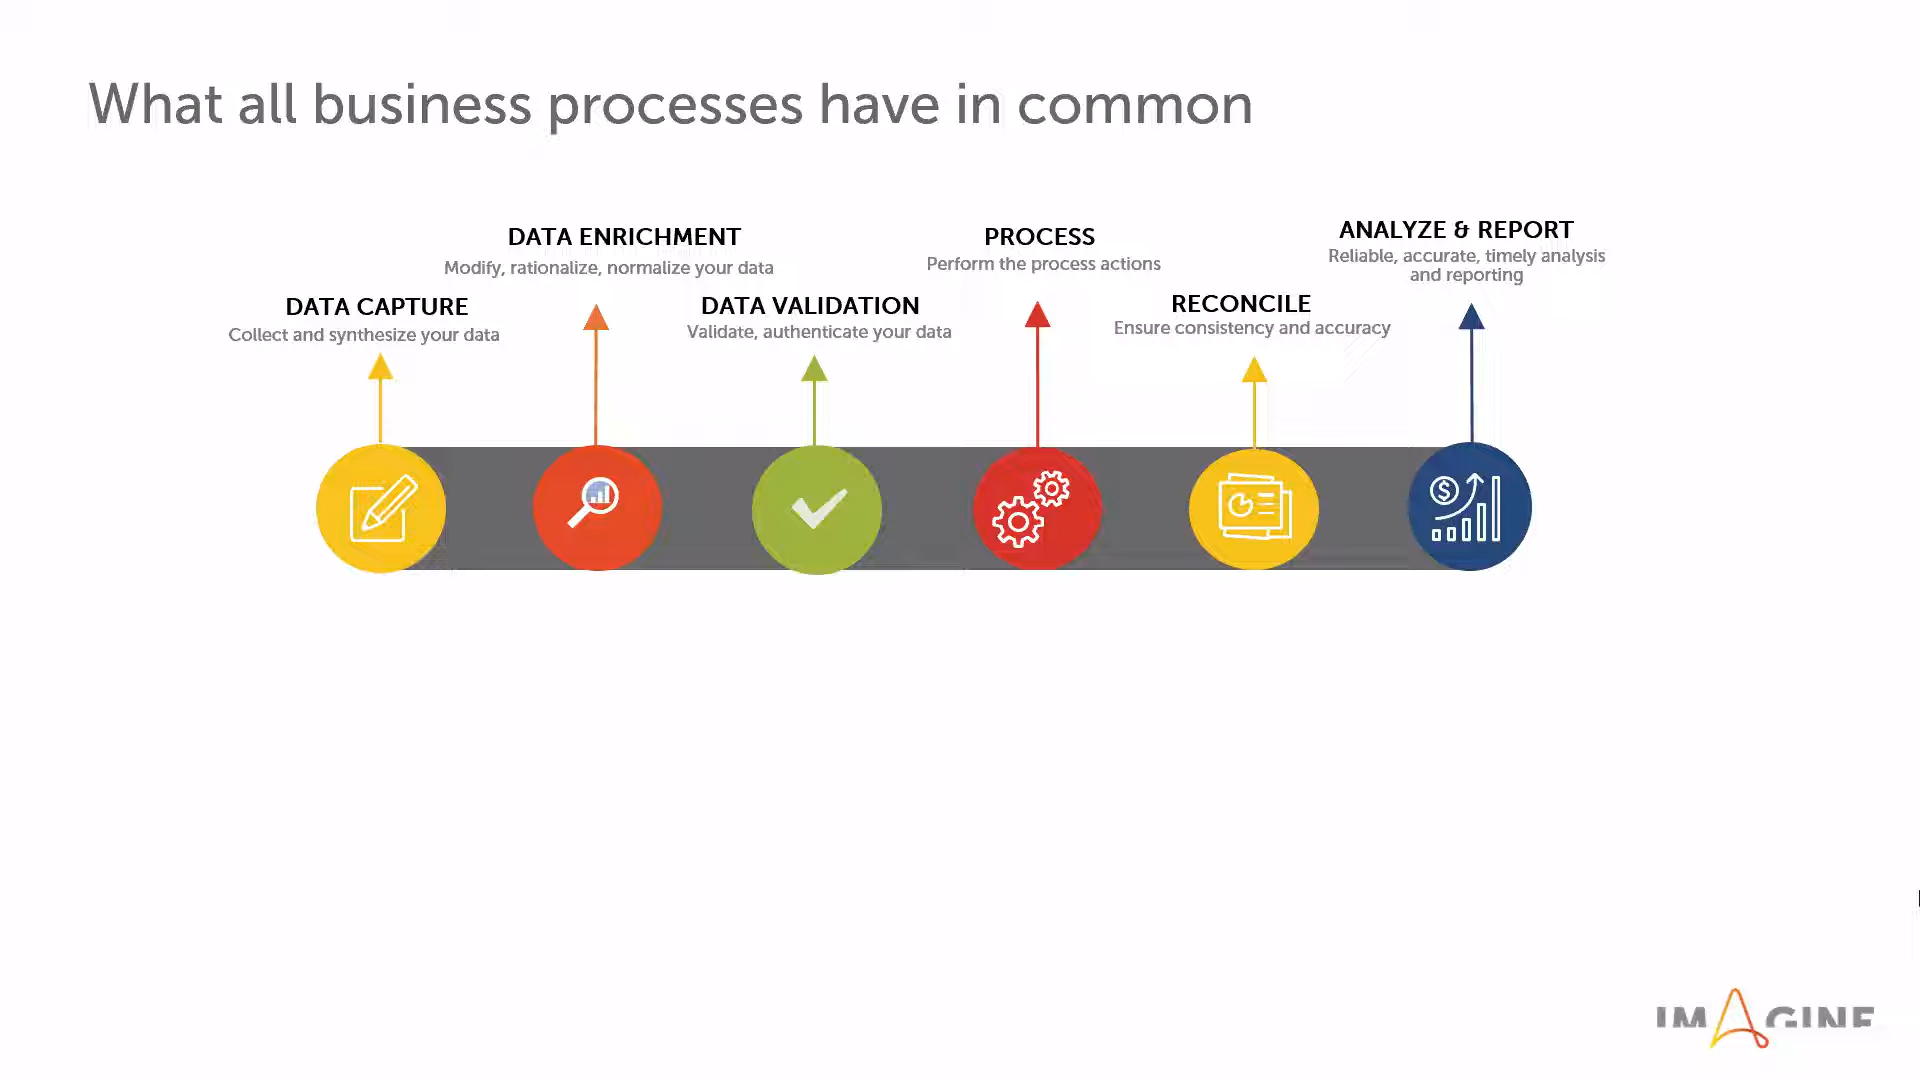 What all business processes have in common
DATA CAPTURE
Collect and synthesize your data
DATA ENRICHMENT
Modify, rationalize, normalize your data
DATA VALIDATION
Validate, authenticate your data
PROCESS
Perform the process actions
RECONCILE
Ensure consistency and accuracy
ANALYZE & REPORT
Reliable, accurate, timely analysis
and reporting
$
IMAGINE